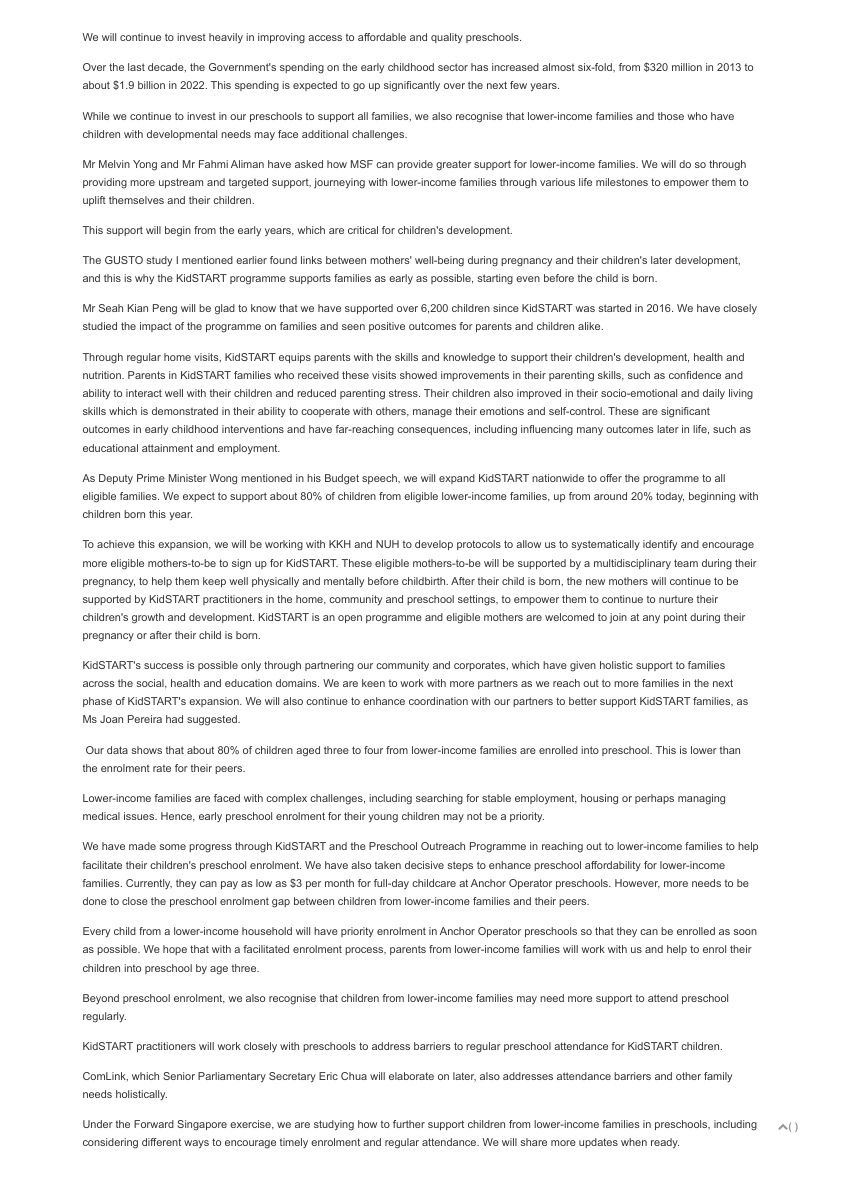 We will continue to invest heavily in improving access to affordable and quality preschools.
Over the last decade, the Government's spending on the early childhood sector has increased almost six-fold, from $320 million in 2013 to
about $1.9 billion in 2022. This spending is expected to go up significantly over the next few years.
While we continue to invest in our preschools to support all families, we also recognise that lower-income families and those who have
children with developmental needs may face additional challenges.
Mr Melvin Yong and Mr Fahmi Aliman have asked how MSF can provide greater support for lower-income families. We will do so through
providing more upstream and targeted support, journeying with lower-income families through various life milestones to empower them to
uplift themselves and their children.
This support will begin from the early years, which are critical for children's development.
The GUSTO study I mentioned earlier found links between mothers' well-being during pregnancy and their children's later development,
and this is why the KidSTART programme supports families as early as possible, starting even before the child is born.
Mr Seah Kian Peng will be glad to know that we have supported over 6,200 children since KidSTART was started in 2016. We have closely
studied the impact of the programme on families and seen positive outcomes for parents and children alike.
Through regular home visits, KidSTART equips parents with the skills and knowledge to support their children's development, health and
nutrition. Parents in KidSTART families who received these visits showed improvements in their parenting skills, such as confidence and
ability to interact well with their children and reduced parenting stress. Their children also improved in their socio-emotional and daily living
skills which is demonstrated in their ability to cooperate with others, manage their emotions and self-control. These are significant
outcomes in early childhood interventions and have far-reaching consequences, including influencing many outcomes later in life, such as
educational attainment and employment.
As Deputy Prime Minister Wong mentioned in his Budget speech, we will expand KidSTART nationwide to offer the programme to all
eligible families. We expect to support about 80% of children from eligible lower-income families, up from around 20% today, beginning with
children born this year.
To achieve this expansion, we will be working with KKH and NUH to develop protocols to allow us to systematically identify and encourage
more eligible mothers-to-be to sign up for KidSTART. These eligible mothers-to-be will be supported by a multidisciplinary team during their
pregnancy, to help them keep well physically and mentally before childbirth. After their child is born, the new mothers will continue to be
supported by KidSTART practitioners in the home, community and preschool settings, to empower them to continue to nurture their
children's growth and development. KidSTART is an open programme and eligible mothers are welcomed to join at any point during their
pregnancy or after their child is born.
KidSTART's success is possible only through partnering our community and corporates, which have given holistic support to families
across the social, health and education domains. We are keen to work with more partners as we reach out to more families in the next
phase of KidSTART's expansion. We will also continue to enhance coordination with our partners to better support KidSTART families, as
Ms Joan Pereira had suggested.
Our data shows that about 80% of children aged three to four from lower-income families are enrolled into preschool. This is lower than
the enrolment rate for their peers.
Lower-income families are faced with complex challenges, including searching for stable employment, housing or perhaps managing
medical issues. Hence, early preschool enrolment for their young children may not be a priority.
We have made some progress through KidSTART and the Preschool Outreach Programme in reaching out to lower-income families to help
facilitate their children's preschool enrolment. We have also taken decisive steps to enhance preschool affordability for lower-income
families. Currently, they can pay as low as $3 per month for full-day childcare at Anchor Operator preschools. However, more needs to be
done to close the preschool enrolment gap between children from lower-income families and their peers.
Every child from a lower-income household will have priority enrolment in Anchor Operator preschools so that they can be enrolled as soon
as possible. We hope that with a facilitated enrolment process, parents from lower-income families will work with us and help to enrol their
children into preschool by age three.
Beyond preschool enrolment, we also recognise that children from lower-income families may need more support to attend preschool
regularly.
KidSTART practitioners will work closely with preschools to address barriers to regular preschool attendance for KidSTART children.
ComLink, which Senior Parliamentary Secretary Eric Chua will elaborate on later, also addresses attendance barriers and other family
needs holistically.
Under the Forward Singapore exercise, we are studying how to further support children from lower-income families in preschools, including
considering different ways to encourage timely enrolment and regular attendance. We will share more updates when ready.
( )